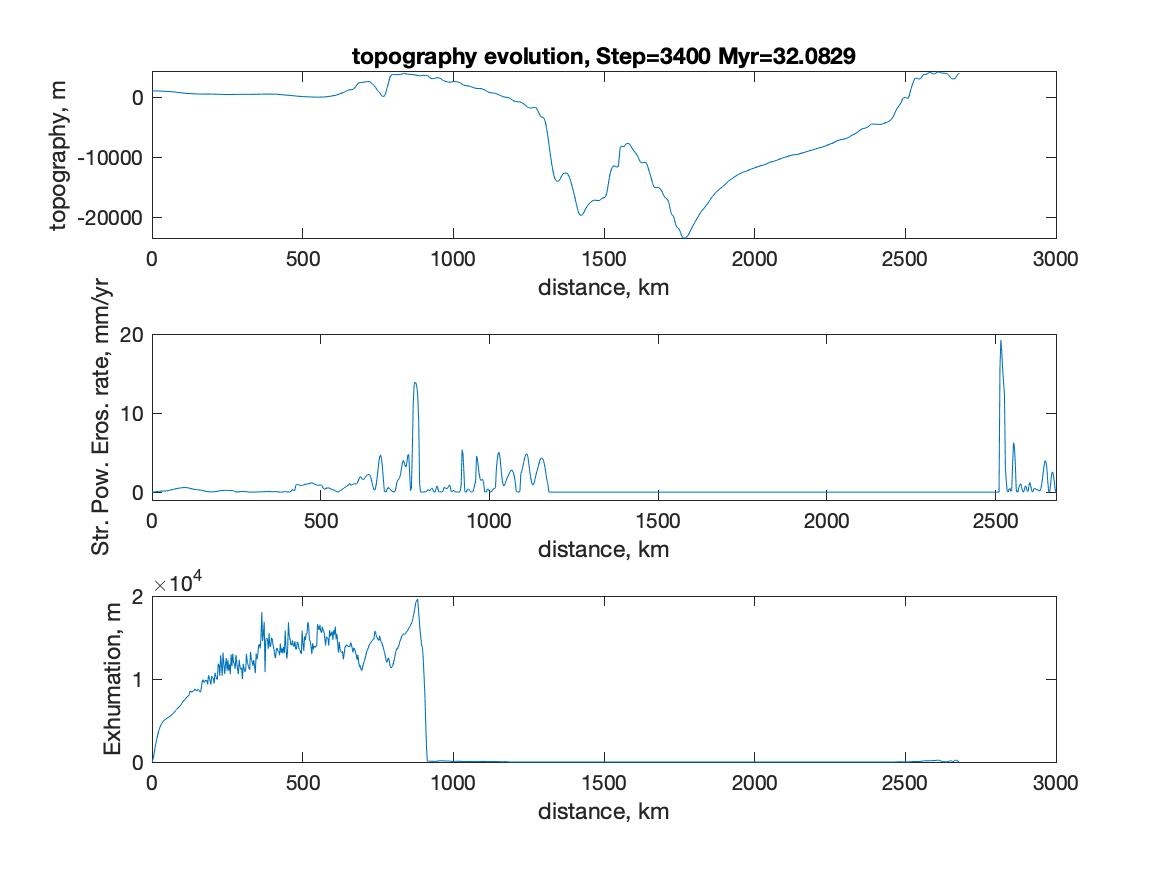 topography evolution, Step=3400 Myr=32.0829
topography, m
0
-10000
-20000
0 500 1000 1500 2000 2500 3000
distance, km
Str. Pow. Eros. rate, mm/yr
20
10
0
0 500 1000 1500 2000 2500
distance, km
×10^4
Exhumation, m
2
1
0
0 500 1000 1500 2000 2500 3000
distance, km